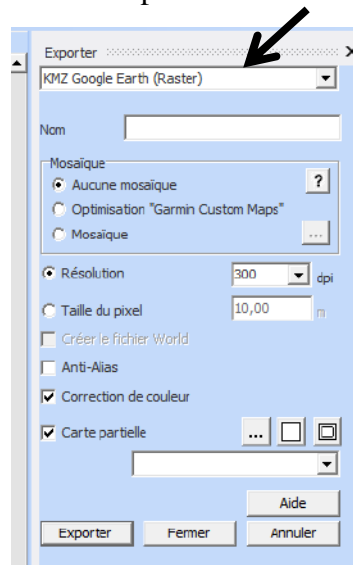 Exporter
KMZ Google Earth (Raster)
Nom
Mosaïque
Aucune mosaïque
?
Optimisation "Garmin Custom Maps"
Mosaïque
...
Résolution
300
dpi
Taille du pixel
10,00
m
Créer le fichier World
Anti-Alias
Correction de couleur
Carte partielle
...
Aide
Exporter
Fermer
Annuler